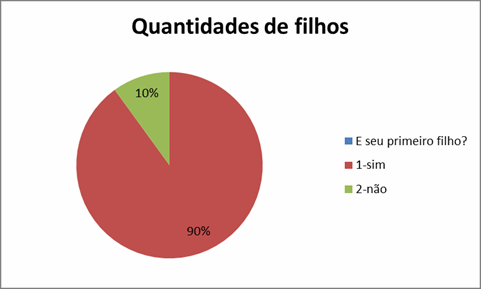 Quantidades de filhos
10%
E seu primeiro filho?
1-sim
2-não
90%